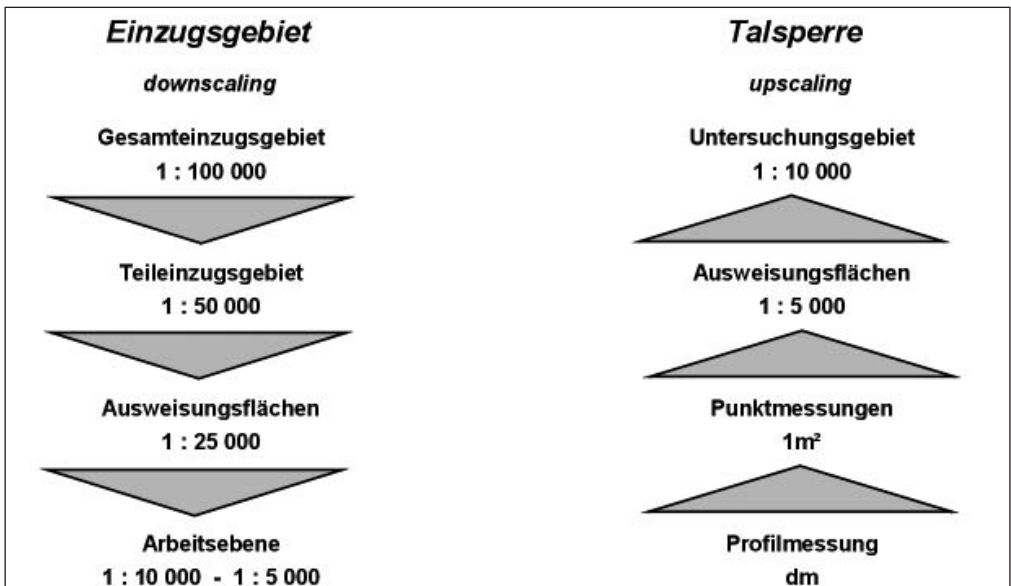 Einzugsgebiet
downscaling
Gesamteinzugsgebiet
1 : 100 000
Teileinzugsgebiet
1 : 50 000
Ausweisungsflächen
1 : 25 000
Arbeitsebene
1 : 10 000 - 1 : 5 000
Talsperre
upscaling
Untersuchungsgebiet
1 : 10 000
Ausweisungsflächen
1 : 5 000
Punktmessungen
1m²
Profilmessung
dm